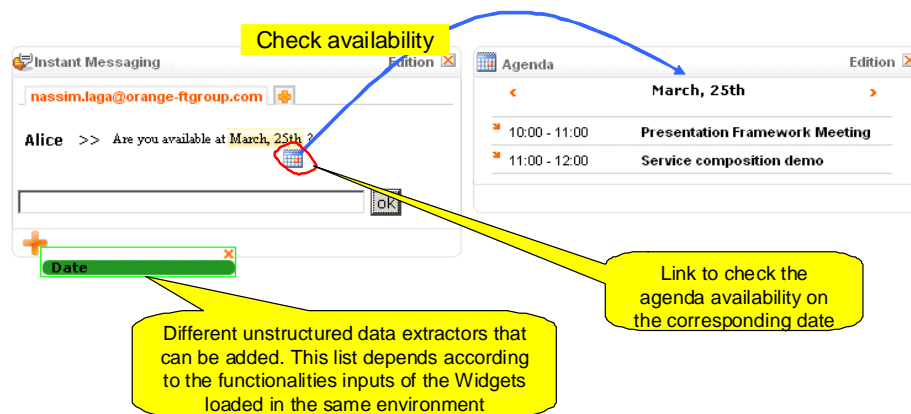 Check availability
Instant Messaging
Edition
nassim.laga@orange-ftgroup.com
Alice >> Are you available at March, 25th ?
ok
Date
Agenda
Edition
March, 25th
10:00 - 11:00 Presentation Framework Meeting
11:00 - 12:00 Service composition demo
Link to check the
agenda availability on
the corresponding date
Different unstructured data extractors that
can be added. This list depends according
to the functionalities inputs of the Widgets
loaded in the same environment